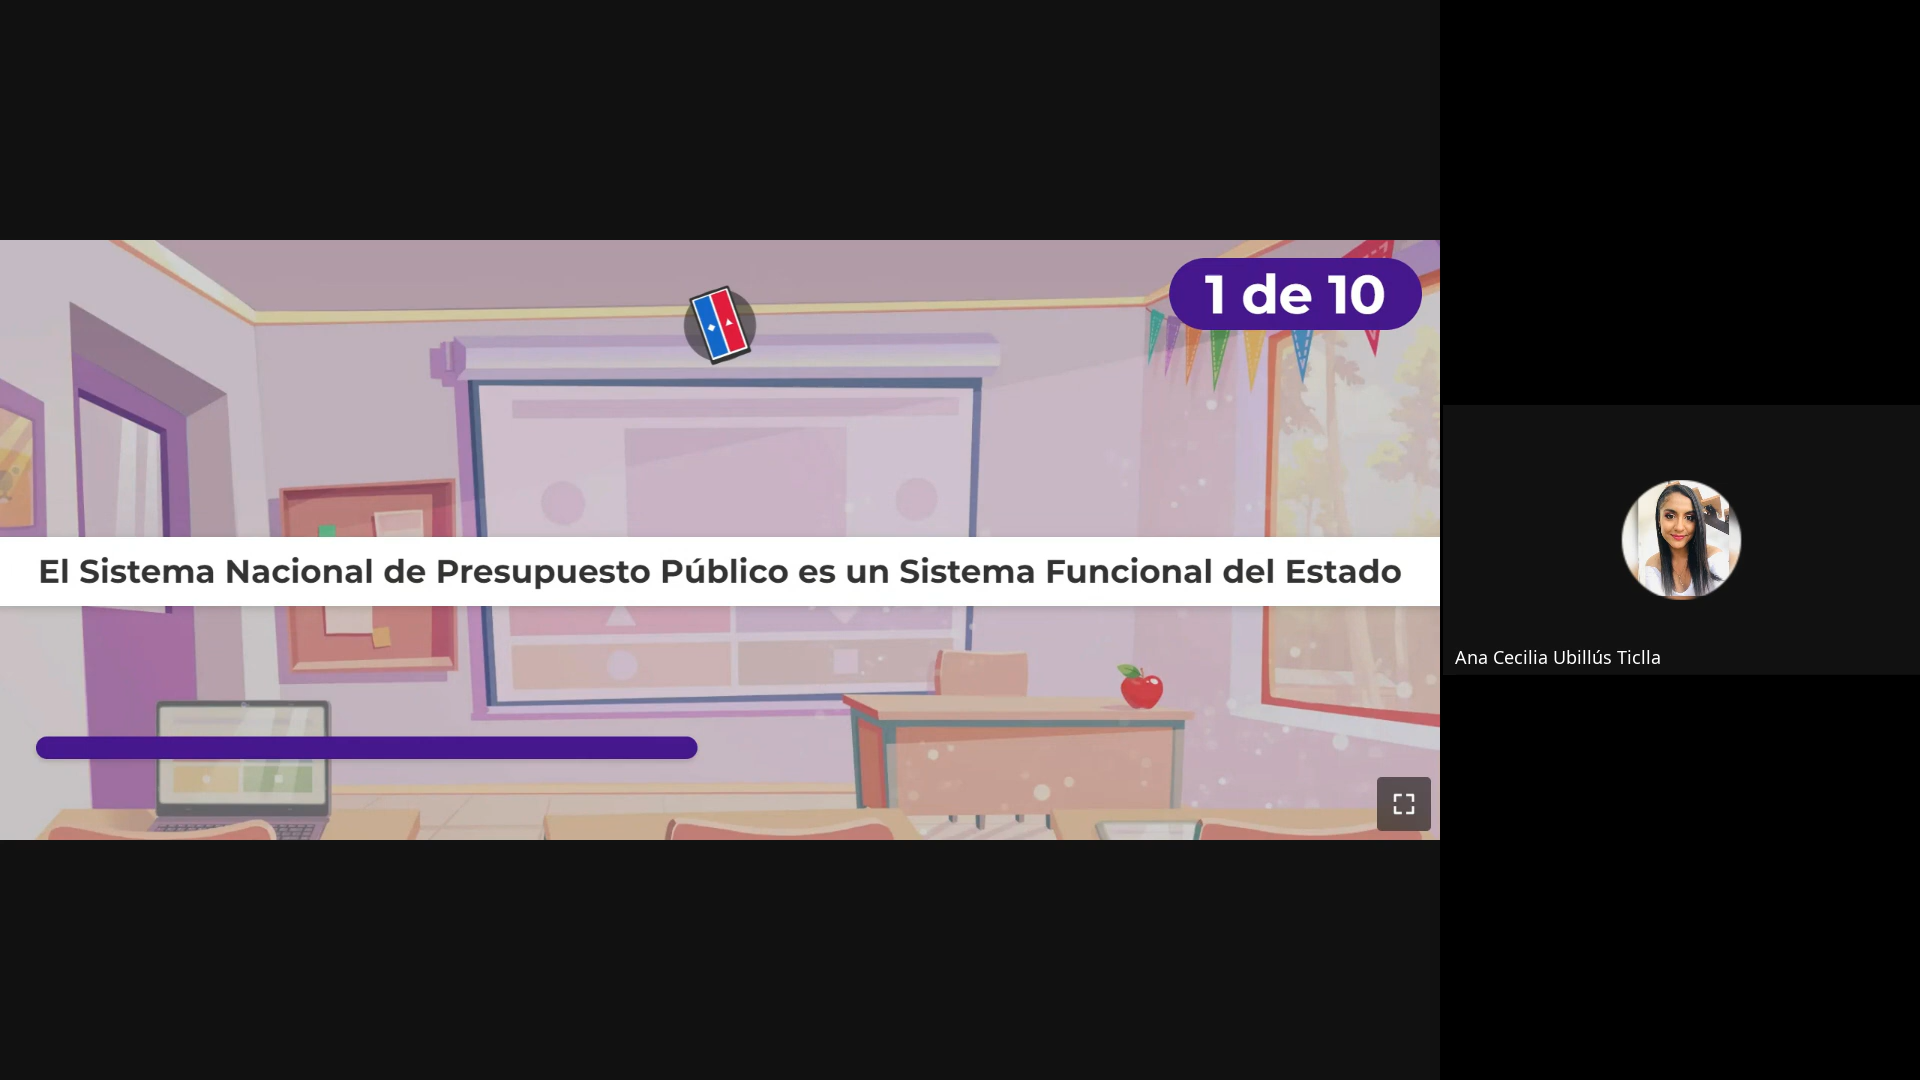 1 de 10
El Sistema Nacional de Presupuesto Público es un Sistema Funcional del Estado
Ana Cecilia Ubillús Ticlla